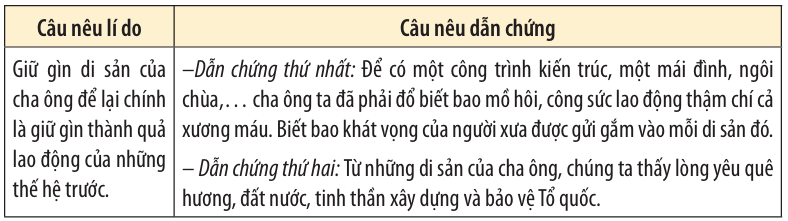 Câu nêu lí do
Câu nêu dẫn chứng
Giữ gìn di sản của
cha ông để lại chính
là giữ gìn thành quả
lao động của những
thế hệ trước.
–Dẫn chứng thứ nhất: Để có một công trình kiến trúc, một mái đình, ngôi
chùa,… cha ông ta đã phải đổ biết bao mồ hôi, công sức lao động thậm chí cả
xương máu. Biết bao khát vọng của người xưa được gửi gắm vào mỗi di sản đó.
– Dẫn chứng thứ hai: Từ những di sản của cha ông, chúng ta thấy lòng yêu quê
hương, đất nước, tinh thần xây dựng và bảo vệ Tổ quốc.